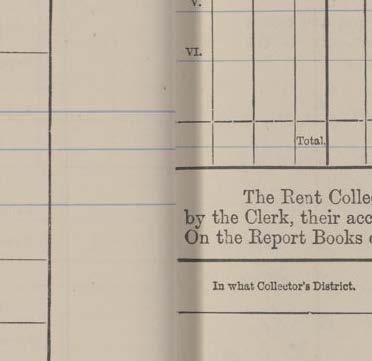 V.
VI.
Total.
The Rent Colle
by the Clerk, their acc
On the Report Books
In what Collector's District.